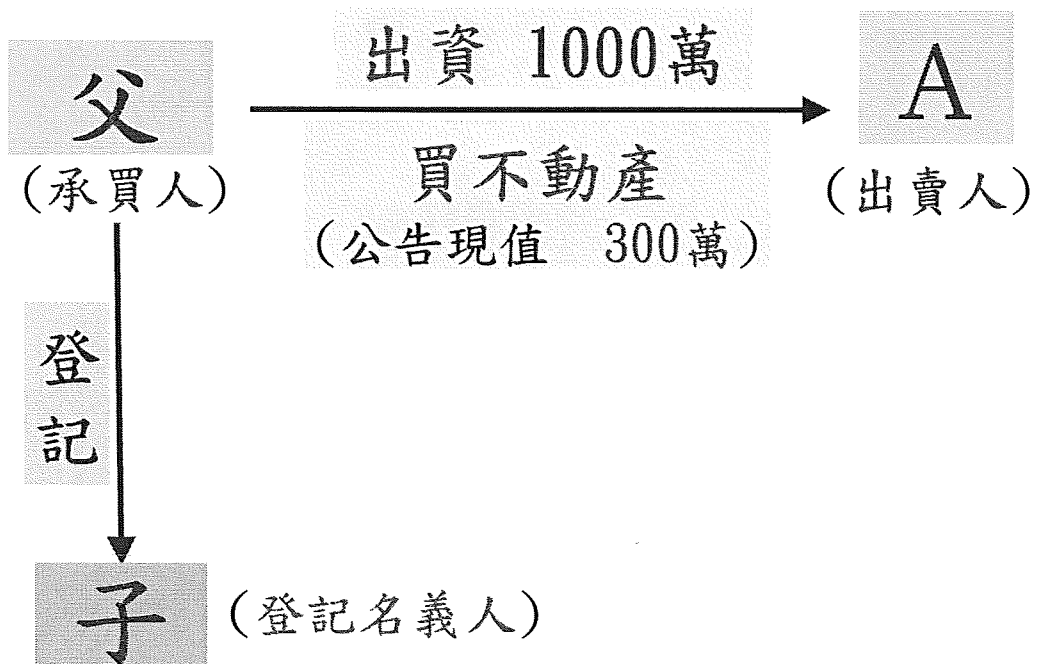 出資 1000萬
父
A
(承買人)
買不動產
(公告現值 300萬)
(出賣人)
登記
子
(登記名義人)